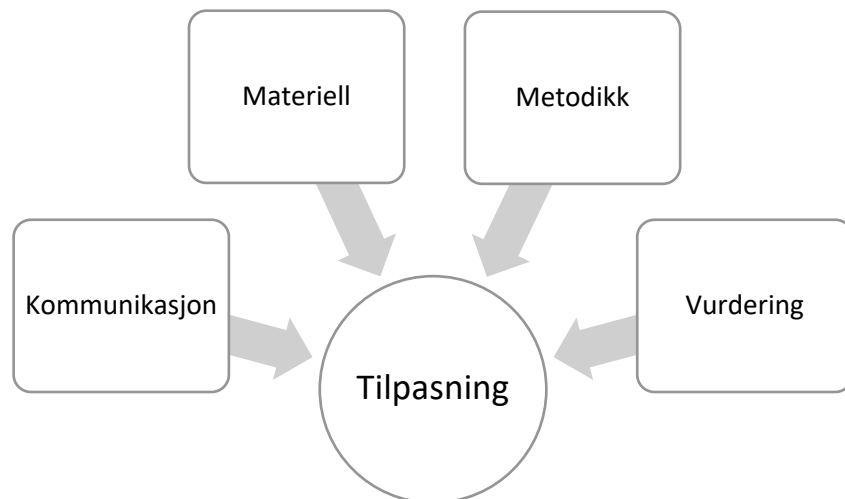 Materiell
Metodikk
Kommunikasjon
Vurdering
Tilpasning